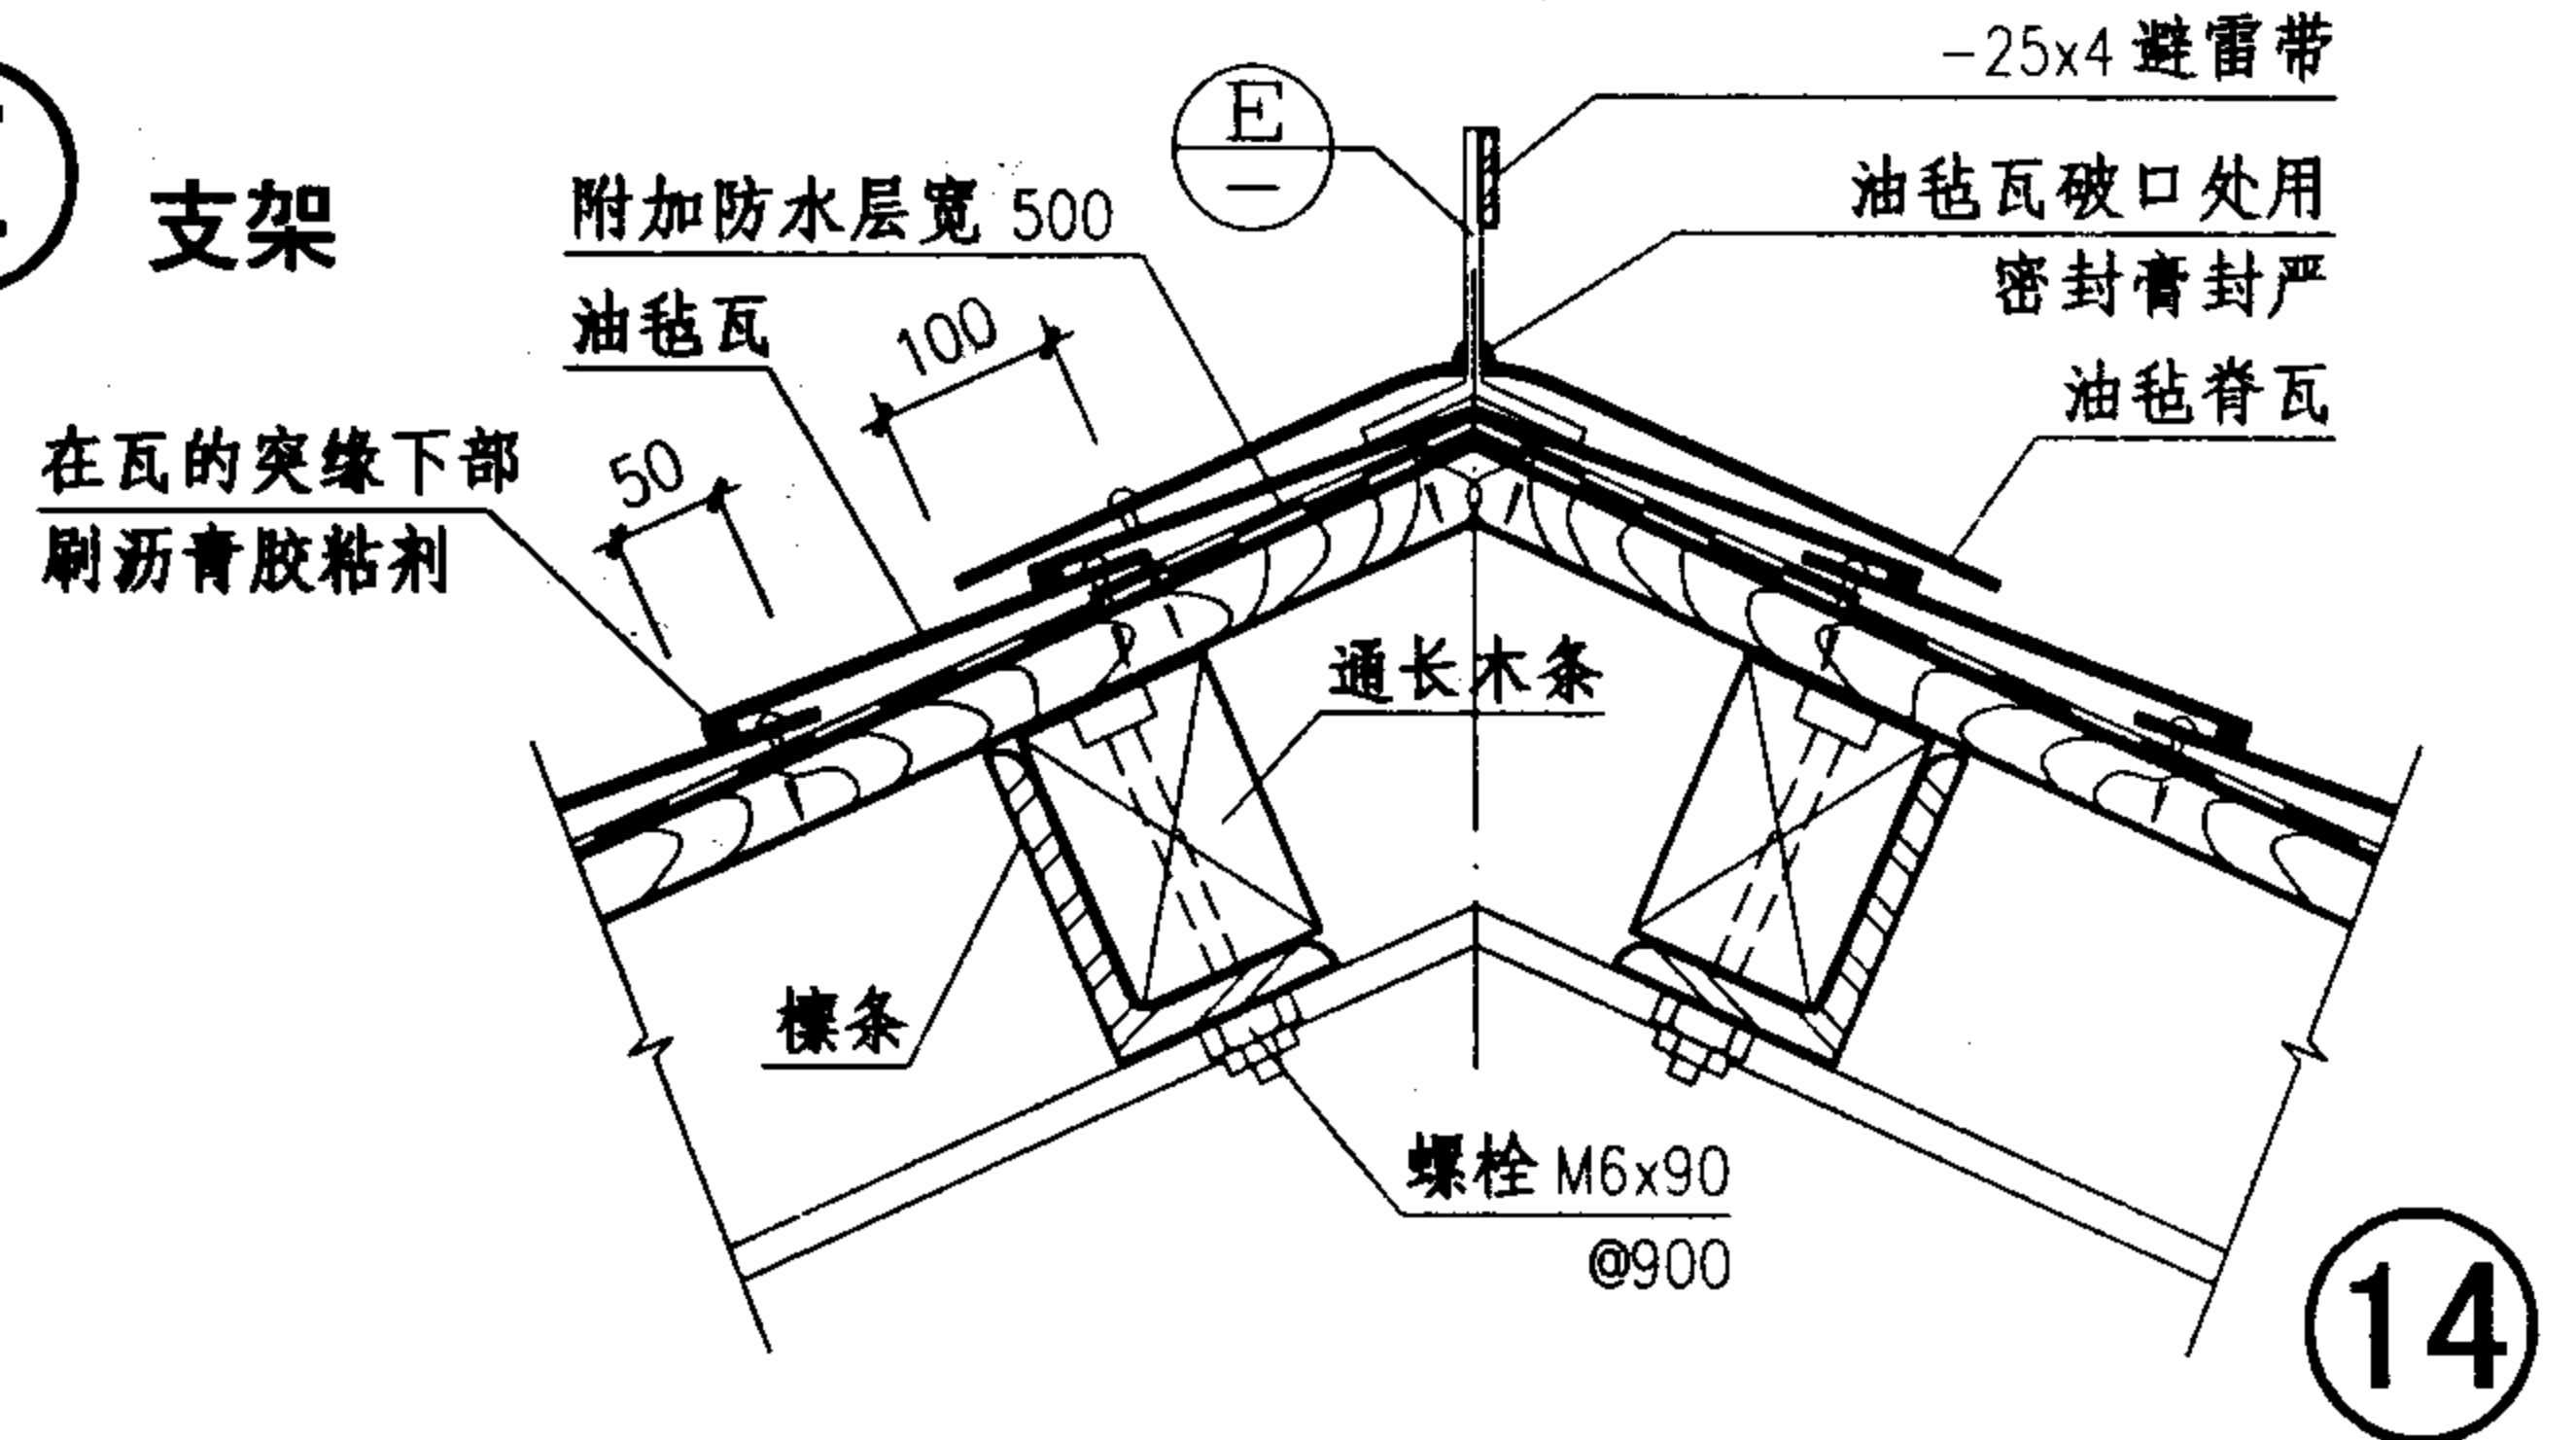 -25x4 避雷带
E
油毡瓦破口处用
密封膏封严
支架
附加防水层宽 500
油毡瓦
100
油毡脊瓦
在瓦的突缘下部
刷沥青胶粘剂
50
通长木条
檩条
螺栓 M6x90
@900
14